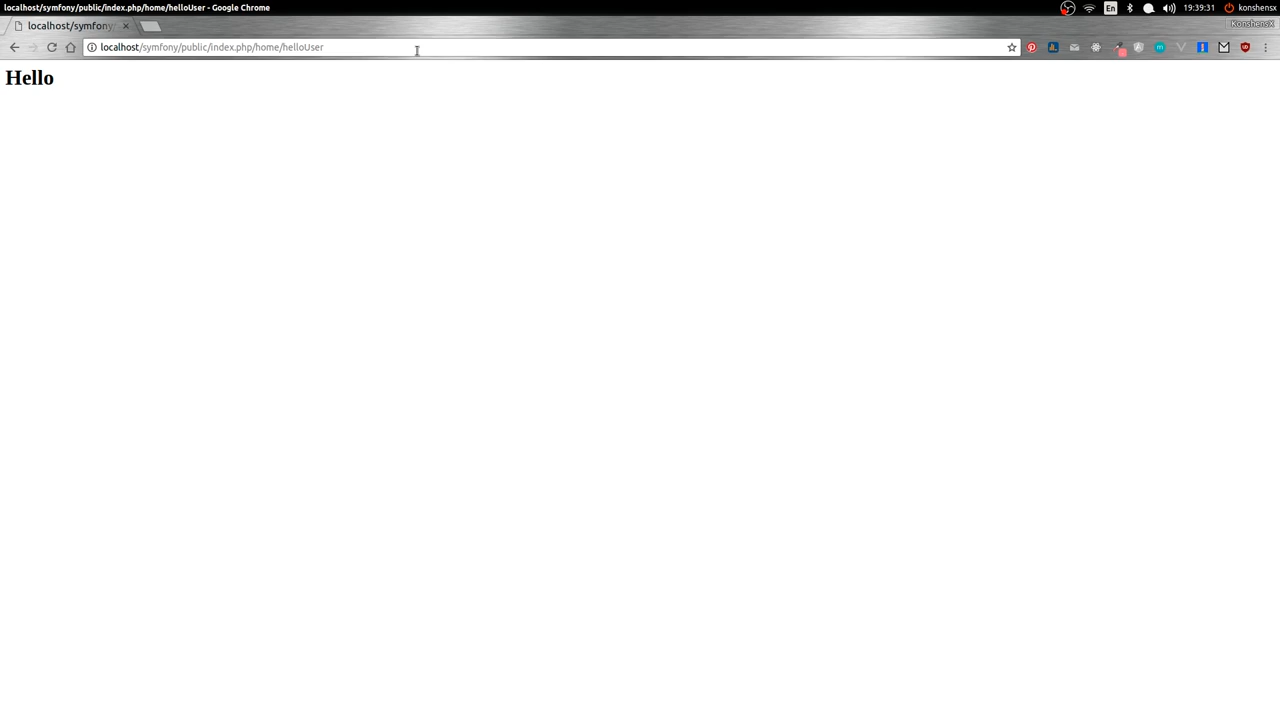 localhost/symfony/public/index.php/home/helloUser - Google Chrome
En
19:39:31
konshensx
localhost/symfony
KonshensX
localhost/symfony/public/index.php/home/helloUser
Hello